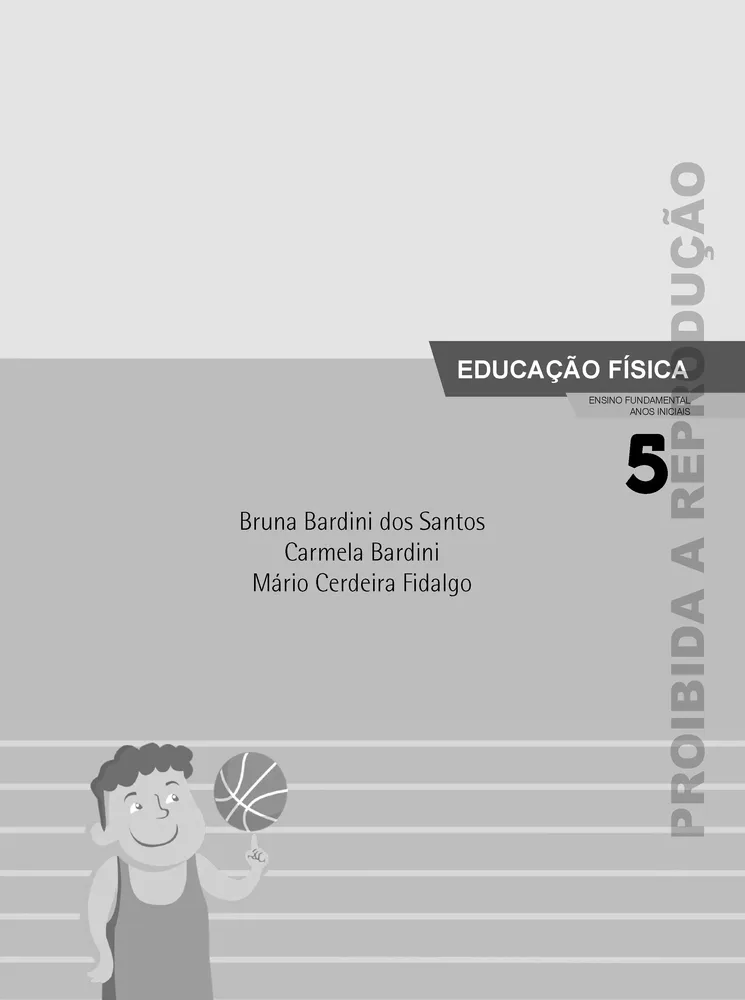 EDUCAÇÃO FÍSICA
ENSINO FUNDAMENTAL
ANOS INICIAIS
5
Bruna Bardini dos Santos
Carmela Bardini
Mário Cerdeira Fidalgo
PROIBIDA A REPRODUÇÃO